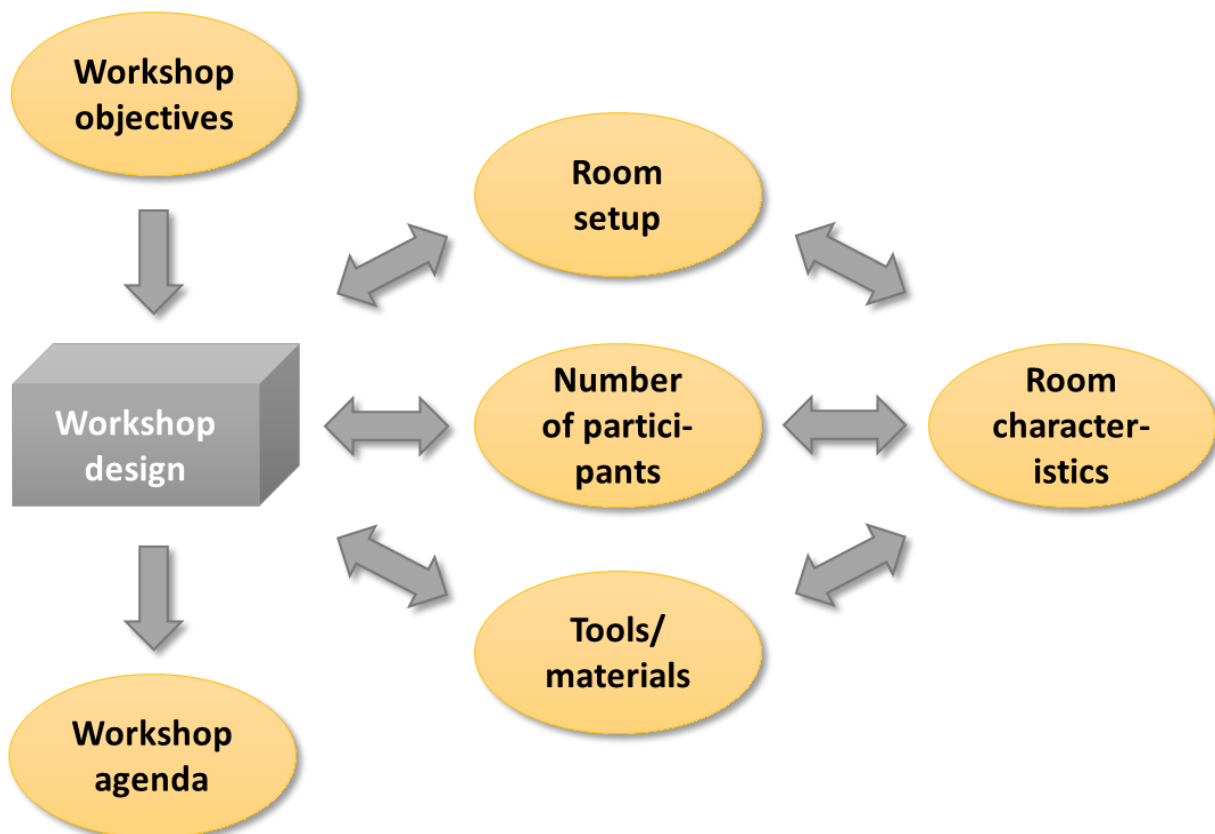 Workshop
objectives
Room
setup
Workshop
design
Number
of partici-
pants
Room
character-
istics
Tools/
materials
Workshop
agenda